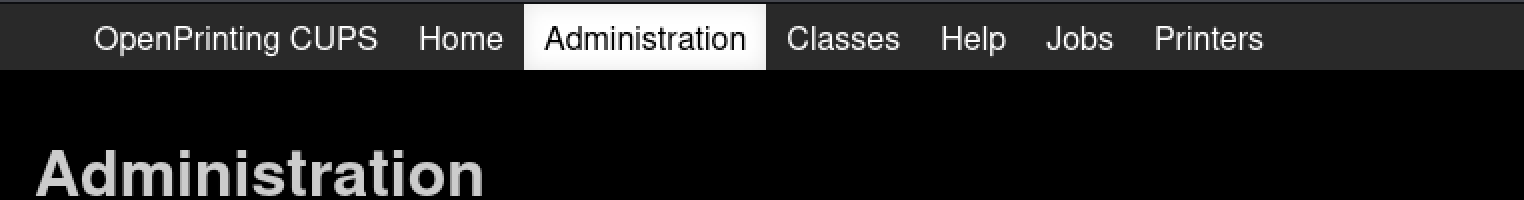 OpenPrinting CUPS Home Administration Classes Help Jobs Printers
Administration